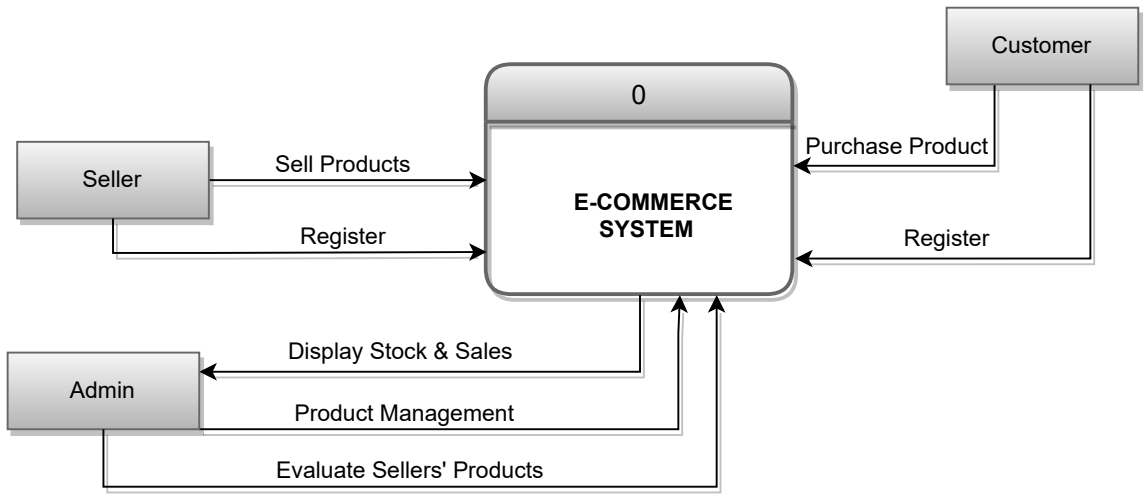 Customer
0
Purchase Product
Sell Products
Seller
E-COMMERCE
SYSTEM
Register
Register
Display Stock & Sales
Admin
Product Management
Evaluate Sellers' Products